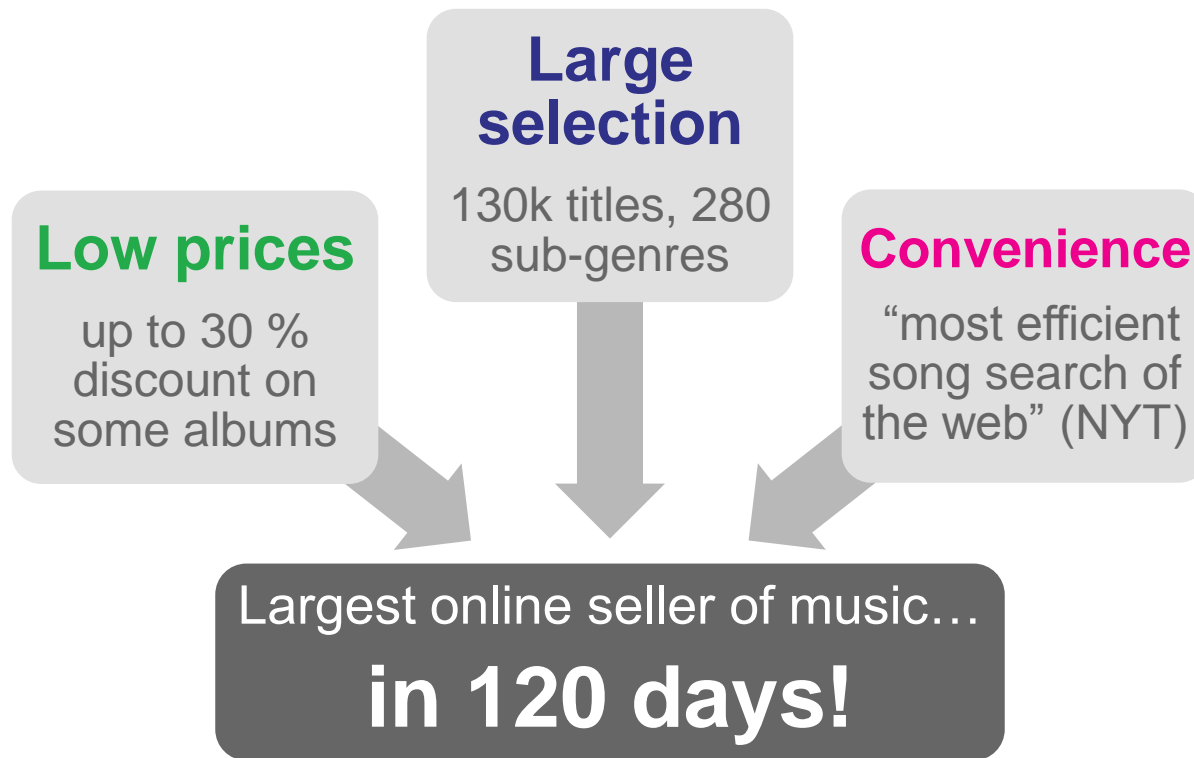 Large
selection
130k titles, 280
sub-genres
Low prices
up to 30 %
discount on
some albums
Convenience
“most efficient
song search of
the web” (NYT)
Largest online seller of music…
in 120 days!